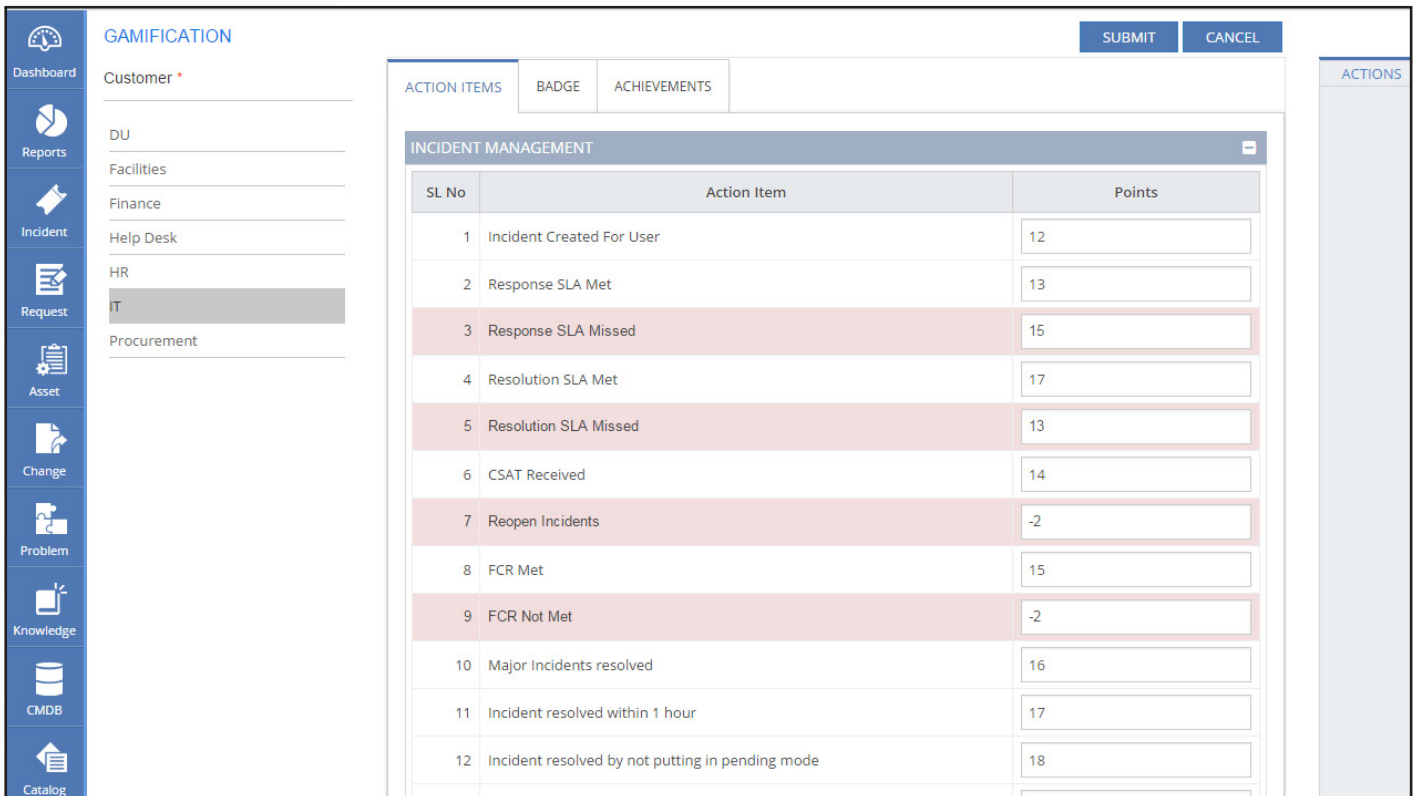 GAMIFICATION
SUBMIT
CANCEL
Dashboard
Reports
Incident
Request
Asset
Change
Problem
Knowledge
CMDB
Catalog
Customer *
DU
Facilities
Finance
Help Desk
HR
IT
Procurement
ACTION ITEMS
BADGE
ACHIEVEMENTS
INCIDENT MANAGEMENT
SL No Action Item Points
1 Incident Created For User 12
2 Response SLA Met 13
3 Response SLA Missed 15
4 Resolution SLA Met 17
5 Resolution SLA Missed 13
6 CSAT Received 14
7 Reopen Incidents -2
8 FCR Met 15
9 FCR Not Met -2
10 Major Incidents resolved 16
11 Incident resolved within 1 hour 17
12 Incident resolved by not putting in pending mode 18
ACTIONS